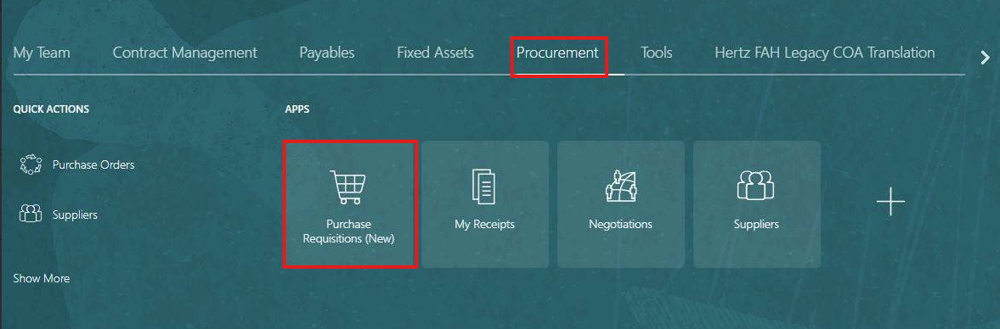 My Team
Contract Management
Payables
Fixed Assets
Procurement
Tools
Hertz FAH Legacy COA Translation
QUICK ACTIONS
Purchase Orders
Suppliers
Show More
APPS
Purchase
Requisitions (New)
My Receipts
Negotiations
Suppliers